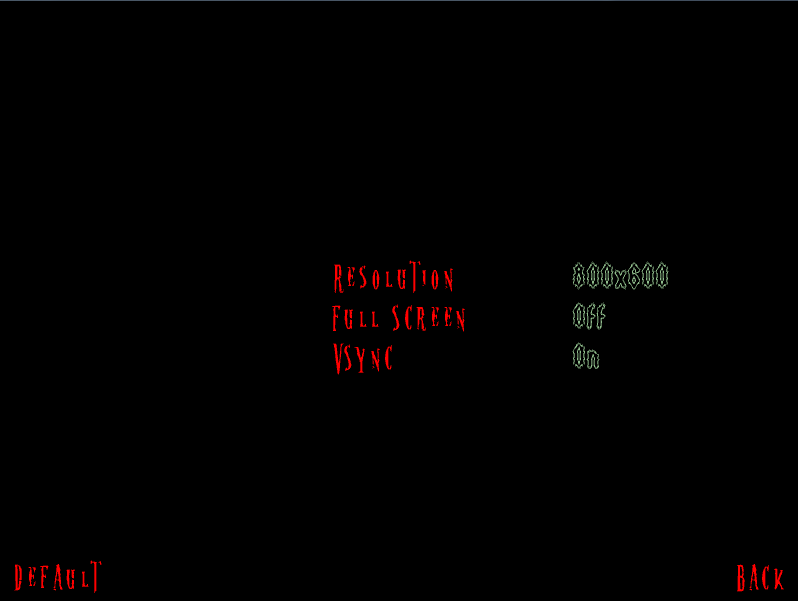 Resolution 800x600
Full Screen Off
VSync On
Default Back